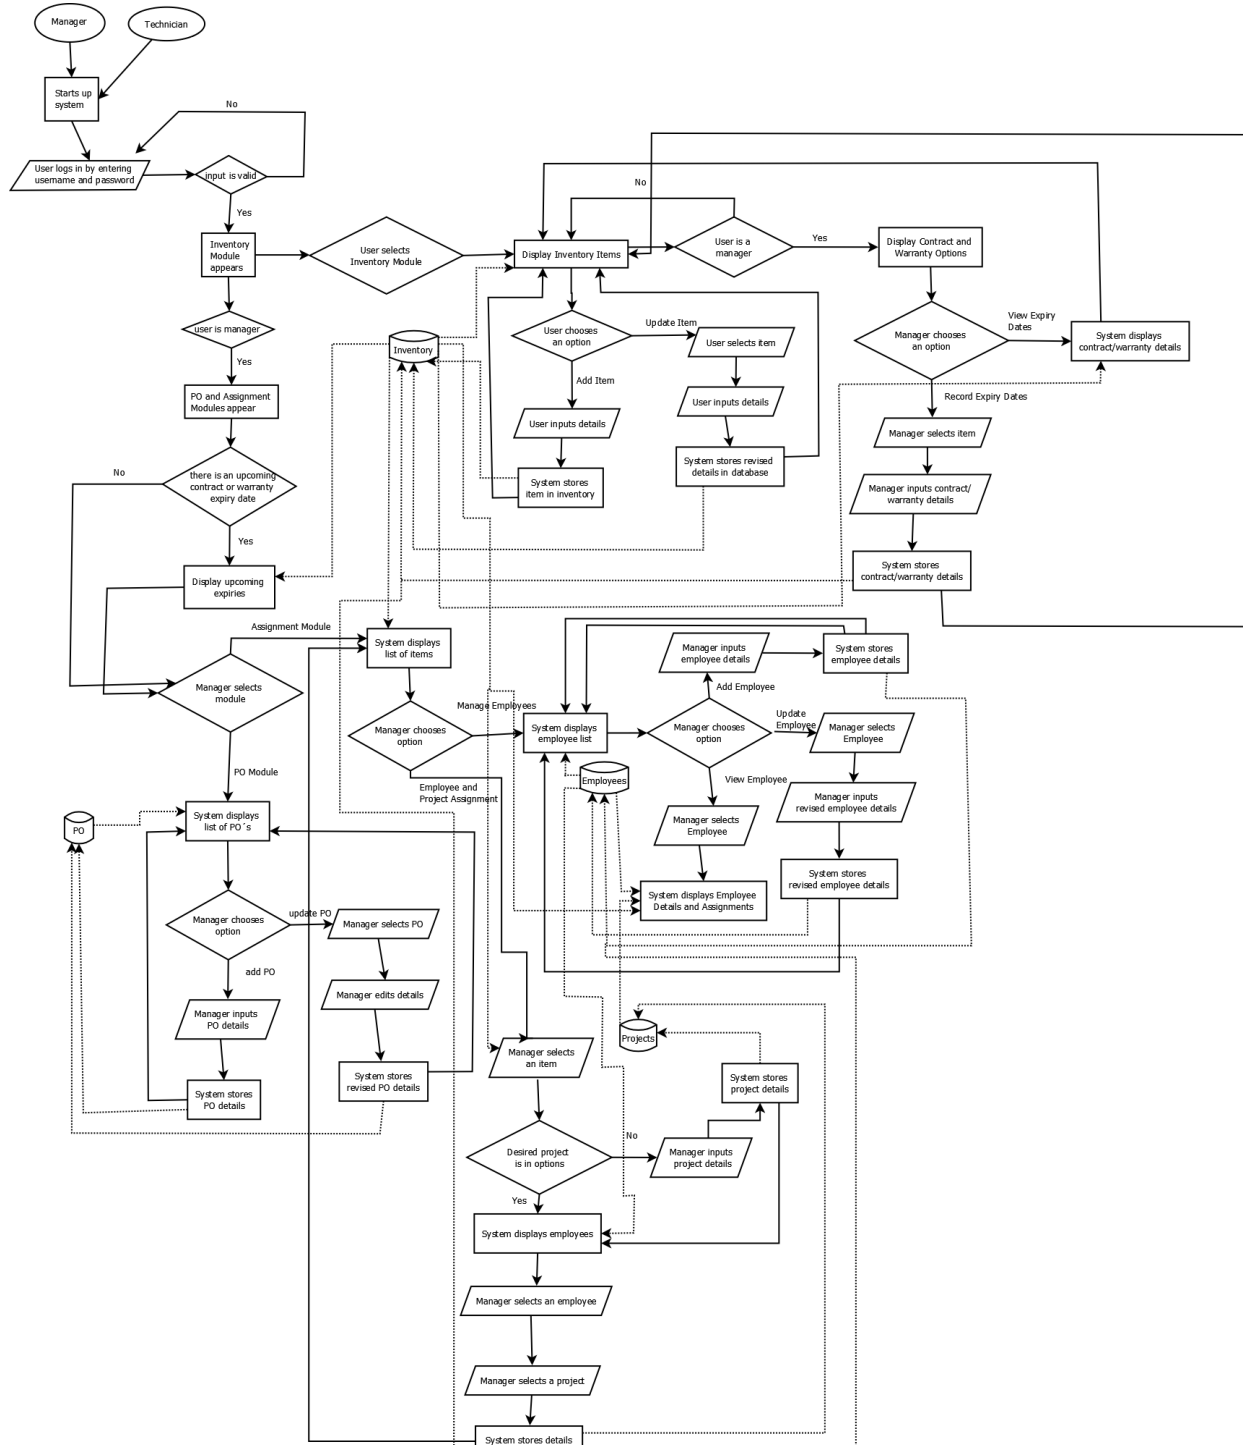 Manager
Technician
Starts up
system
No
User logs in by entering
username and password
input is valid
Yes
Inventory
Module
appears
User selects
Inventory Module
Display Inventory Items
No
User is a
manager
Yes
Display Contract and
Warranty Options
user is manager
Yes
Inventory
User chooses
an option
Update Item
User selects item
Manager chooses
an option
View Expiry
Dates
System displays
contract/warranty details
PO and Assignment
Modules appear
Add Item
User inputs details
User inputs details
Record Expiry Dates
Manager selects item
No
there is an upcoming
contract or warranty
expiry date
System stores
item in inventory
System stores revised
details in database
Manager inputs contract/
warranty details
Yes
Display upcoming
expiries
System stores
contract/warranty details
Assignment Module
System displays
list of items
Manager inputs
employee details
System stores
employee details
Manager selects
module
Add Employee
Manage Employees
Manager chooses
option
System displays
employee list
Manager chooses
option
Update
Employee
Manager selects
Employee
PO Module
Employee and
Project Assignment
Employees
View Employee
Manager inputs
revised employee details
PO
System displays
list of PO´s
Manager selects
Employee
System stores
revised employee details
System displays Employee
Details and Assignments
Manager chooses
option
update PO
Manager selects PO
add PO
Manager edits details
Manager inputs
PO details
Projects
Manager selects
an item
System stores
PO details
System stores
revised PO details
System stores
project details
Desired project
is in options
No
Manager inputs
project details
Yes
System displays employees
Manager selects an employee
Manager selects a project
System stores details